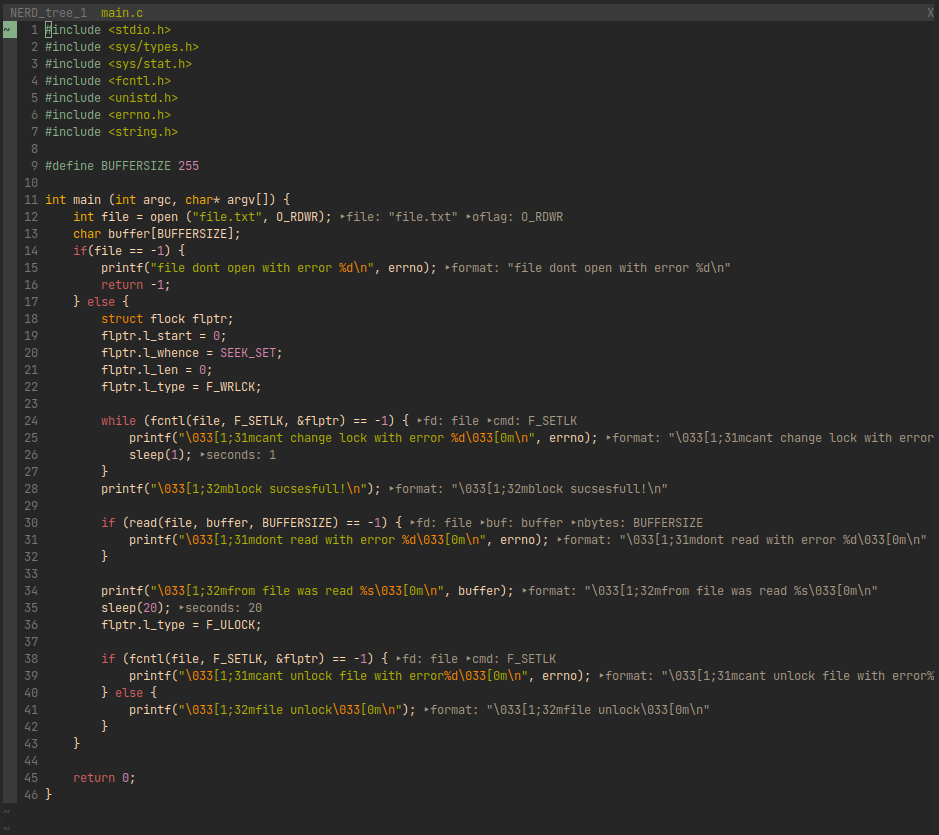 NERD_tree_1  main.c X
~ 1 #include <stdio.h>
2 #include <sys/types.h>
3 #include <sys/stat.h>
4 #include <fcntl.h>
5 #include <unistd.h>
6 #include <errno.h>
7 #include <string.h>
8
9 #define BUFFERSIZE 255
10
11 int main (int argc, char* argv[]) {
12     int file = open ("file.txt", O_RDWR); ‣file: "file.txt" ‣oflag: O_RDWR
13     char buffer[BUFFERSIZE];
14     if(file == -1) {
15         printf("file dont open with error %d\n", errno); ‣format: "file dont open with error %d\n"
16         return -1;
17     } else {
18         struct flock flptr;
19         flptr.l_start = 0;
20         flptr.l_whence = SEEK_SET;
21         flptr.l_len = 0;
22         flptr.l_type = F_WRLCK;
23
24         while (fcntl(file, F_SETLK, &flptr) == -1) { ‣fd: file ‣cmd: F_SETLK
25             printf("\033[1;31mcant change lock with error %d\033[0m\n", errno); ‣format: "\033[1;31mcant change lock with error
26             sleep(1); ‣seconds: 1
27         }
28         printf("\033[1;32mblock sucsesfull!\n"); ‣format: "\033[1;32mblock sucsesfull!\n"
29
30         if (read(file, buffer, BUFFERSIZE) == -1) { ‣fd: file ‣buf: buffer ‣nbytes: BUFFERSIZE
31             printf("\033[1;31mdont read with error %d\033[0m\n", errno); ‣format: "\033[1;31mdont read with error %d\033[0m\n"
32         }
33
34         printf("\033[1;32mfrom file was read %s\033[0m\n", buffer); ‣format: "\033[1;32mfrom file was read %s\033[0m\n"
35         sleep(20); ‣seconds: 20
36         flptr.l_type = F_ULOCK;
37
38         if (fcntl(file, F_SETLK, &flptr) == -1) { ‣fd: file ‣cmd: F_SETLK
39             printf("\033[1;31mcant unlock file with error%d\033[0m\n", errno); ‣format: "\033[1;31mcant unlock file with error%
40         } else {
41             printf("\033[1;32mfile unlock\033[0m\n"); ‣format: "\033[1;32mfile unlock\033[0m\n"
42         }
43     }
44
45     return 0;
46 }
~
~